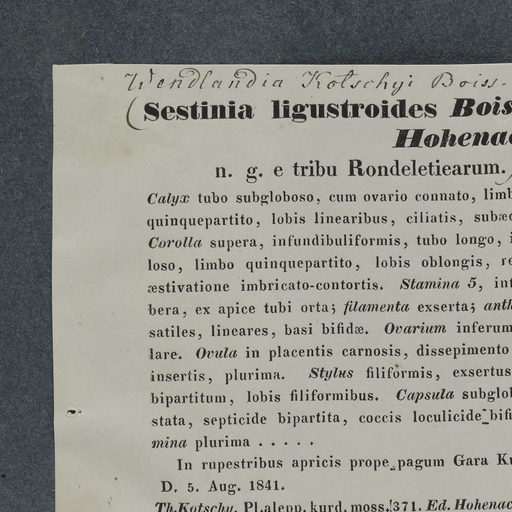 Wendlandia Kotschyi Boiss.
(Sestinia ligustroides Bois
Hohenac
n. g. e tribu Rondeletiearum.)
Calyx tubo subgloboso, cum ovario connato, limb
quinquepartito, lobis linearibus, ciliatis, subæq
Corolla supera, infundibuliformis, tubo longo, i
loso, limbo quinquepartito, lobis oblongis, re
æstivatione imbricato-contortis. Stamina 5, int
bera, ex apice tubi orta; filamenta exserta; anth
satiles, lineares, basi bifidæ. Ovarium inferum
lare. Ovula in placentis carnosis, dissepimento
insertis, plurima. Stylus filiformis, exsertus
bipartitum, lobis filiformibus. Capsula subglob
stata, septicide bipartita, coccis loculicide bifi
mina plurima . . . . .
In rupestribus apricis prope pagum Gara Ku
D. 5. Aug. 1841.
Th. Kotschy. Pl. alepp. kurd. moss. 371. Ed. Hohenac